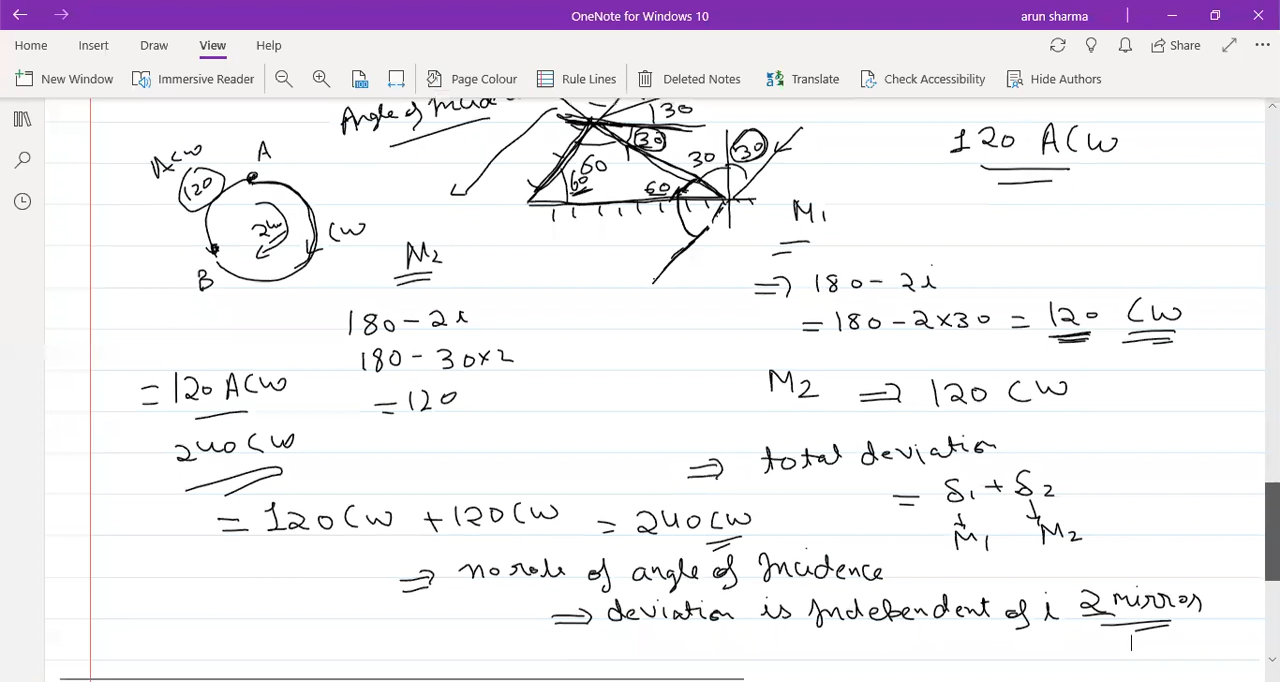 OneNote for Windows 10
arun sharma
Home Insert Draw View Help
Share
New Window Immersive Reader Page Colour Rule Lines Deleted Notes Translate Check Accessibility Hide Authors
Angle of Incide
30
30
30
30
60
60
60
120 ACW
ACW
120
A
2π
CW
B
M2
180 - 2i
180 - 30×2
= 120
= 120 ACW
240 CW
M1
⇒ 180 - 2i
= 180 - 2×30 = 120 CW
M2 ⇒ 120 CW
⇒ total deviation
= δ1 + δ2
M1 M2
= 120 CW + 120 CW = 240 CW
⇒ no role of angle of Incidence
⇒ deviation is Independent of i 2 mirror